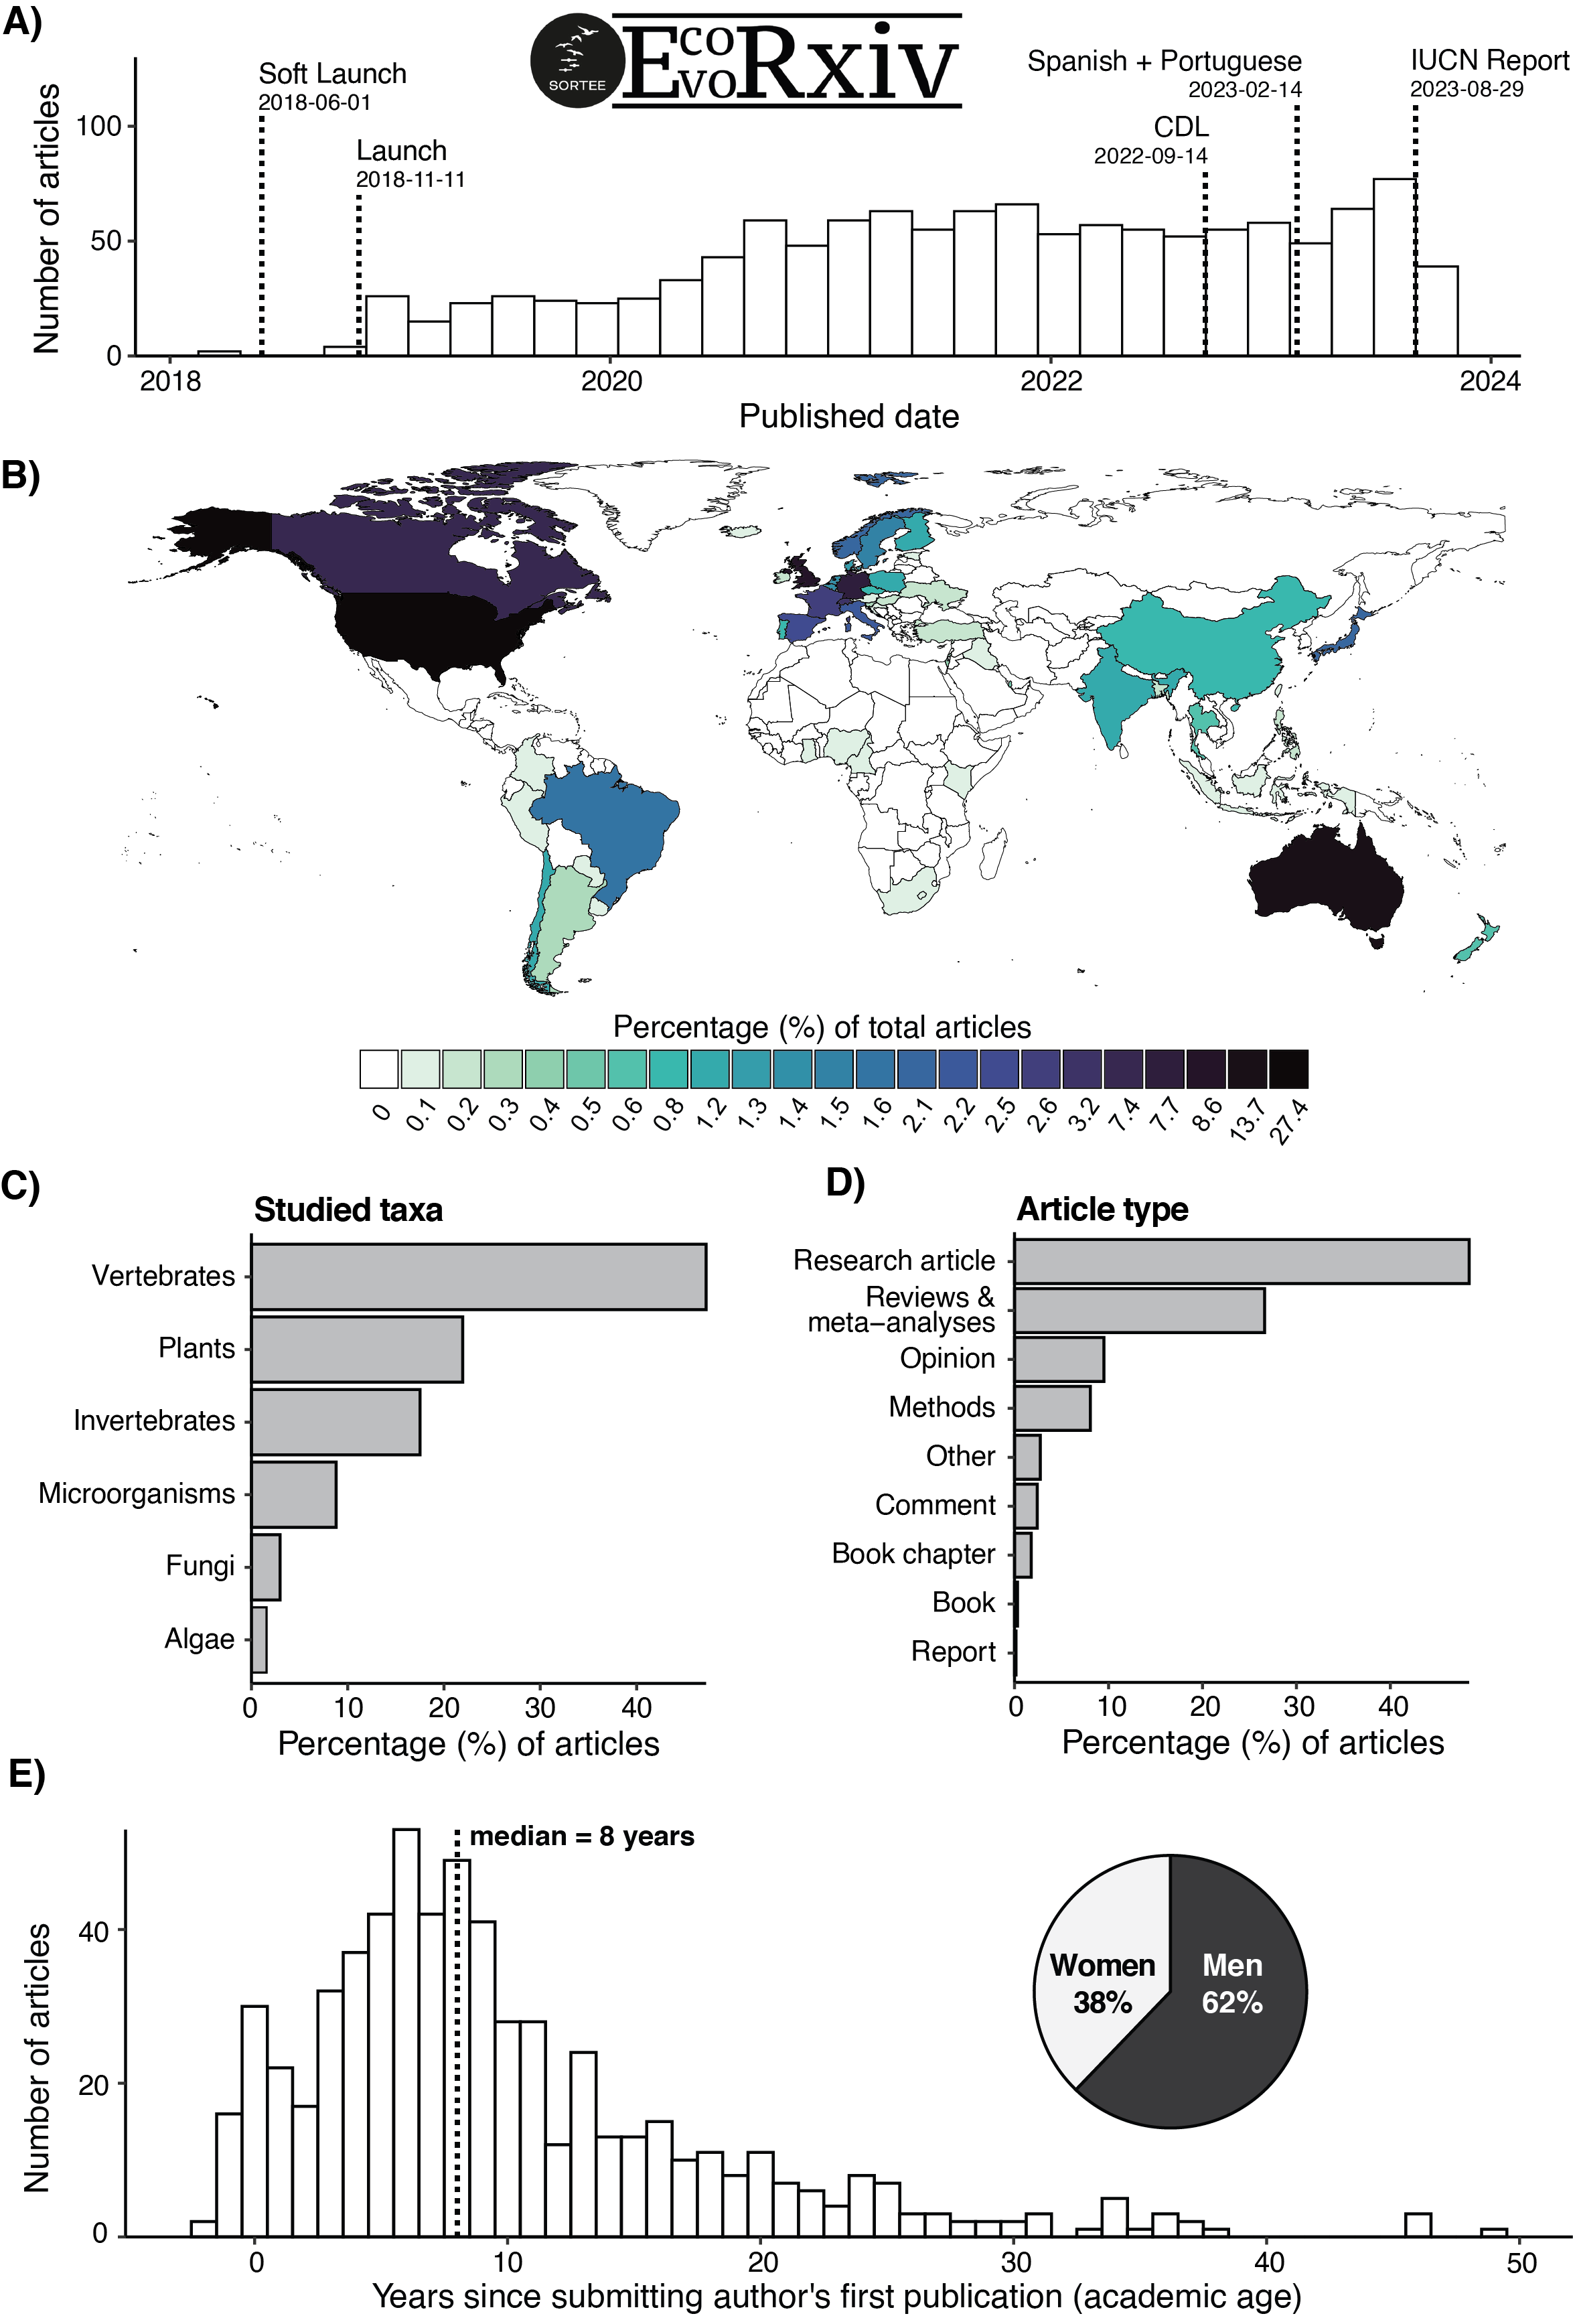 A)
SORTEE
EcoEvoRxiv
Soft Launch
2018-06-01
Launch
2018-11-11
Spanish + Portuguese
2023-02-14
IUCN Report
2023-08-29
CDL
2022-09-14
Number of articles
100
50
0
2018 2020 2022 2024
Published date
B)
Percentage (%) of total articles
0 0.1 0.2 0.3 0.4 0.5 0.6 0.8 1.2 1.3 1.4 1.5 1.6 2.1 2.2 2.5 2.6 3.2 7.4 7.7 8.6 13.7 27.4
C)
Studied taxa
Vertebrates
Plants
Invertebrates
Microorganisms
Fungi
Algae
0 10 20 30 40
Percentage (%) of articles
D)
Article type
Research article
Reviews &
meta−analyses
Opinion
Methods
Other
Comment
Book chapter
Book
Report
0 10 20 30 40
Percentage (%) of articles
E)
median = 8 years
Women
38%
Men
62%
Number of articles
40
20
0
0 10 20 30 40 50
Years since submitting author's first publication (academic age)